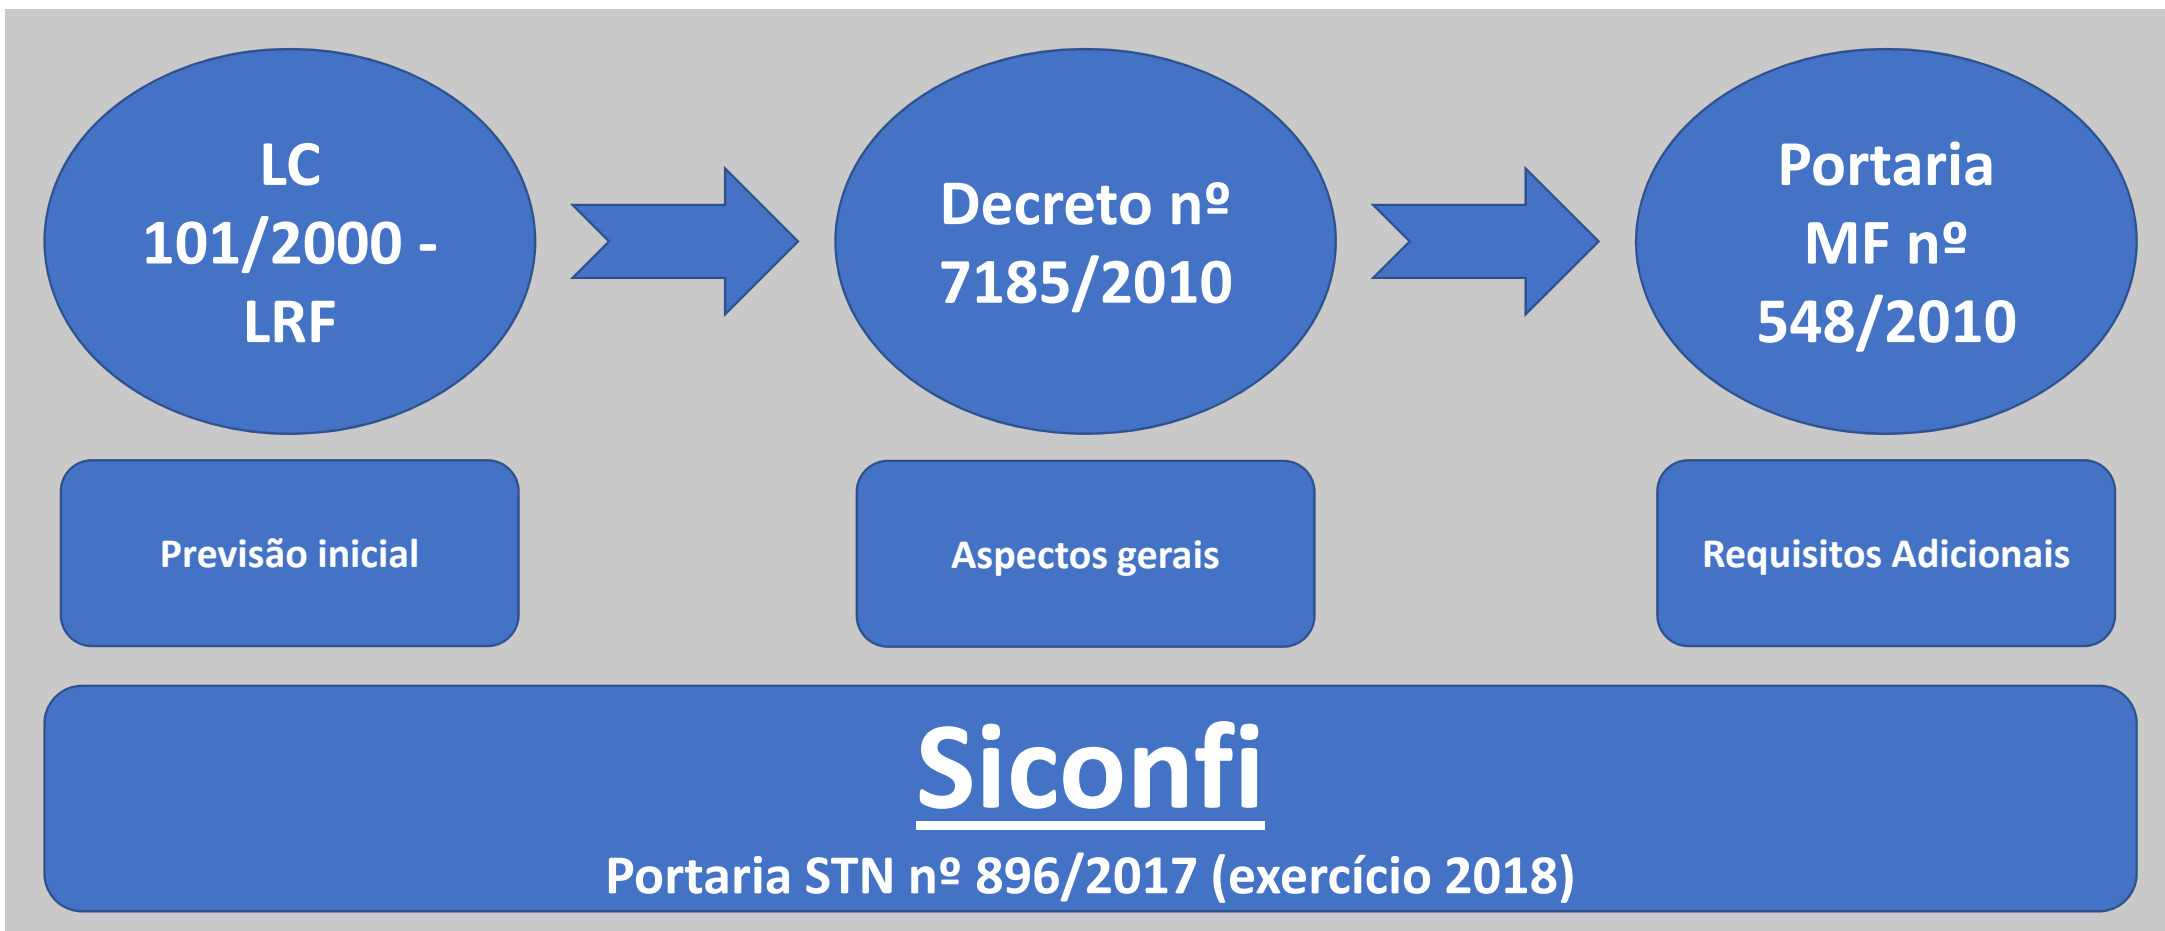 LC
101/2000 -
LRF
Decreto nº
7185/2010
Portaria
MF nº
548/2010
Previsão inicial
Aspectos gerais
Requisitos Adicionais
Siconfi
Portaria STN nº 896/2017 (exercício 2018)